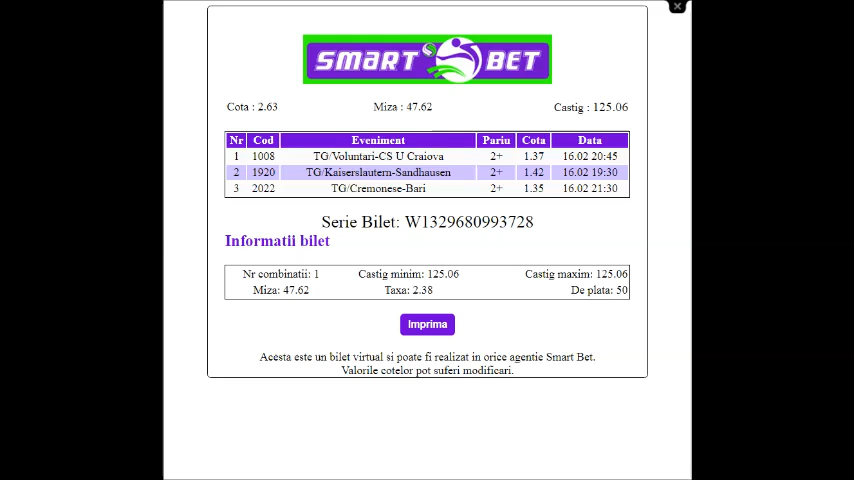 SMART BET
Cota : 2.63 Miza : 47.62 Castig : 125.06
Nr Cod Eveniment Pariu Cota Data
1 1008 TG/Voluntari-CS U Craiova 2+ 1.37 16.02 20:45
2 1920 TG/Kaiserslautern-Sandhausen 2+ 1.42 16.02 19:30
3 2022 TG/Cremonese-Bari 2+ 1.35 16.02 21:30
Serie Bilet: W1329680993728
Informatii bilet
Nr combinatii: 1 Castig minim: 125.06 Castig maxim: 125.06
Miza: 47.62 Taxa: 2.38 De plata: 50
Imprima
Acesta este un bilet virtual si poate fi realizat in orice agentie Smart Bet.
Valorile cotelor pot suferi modificari.